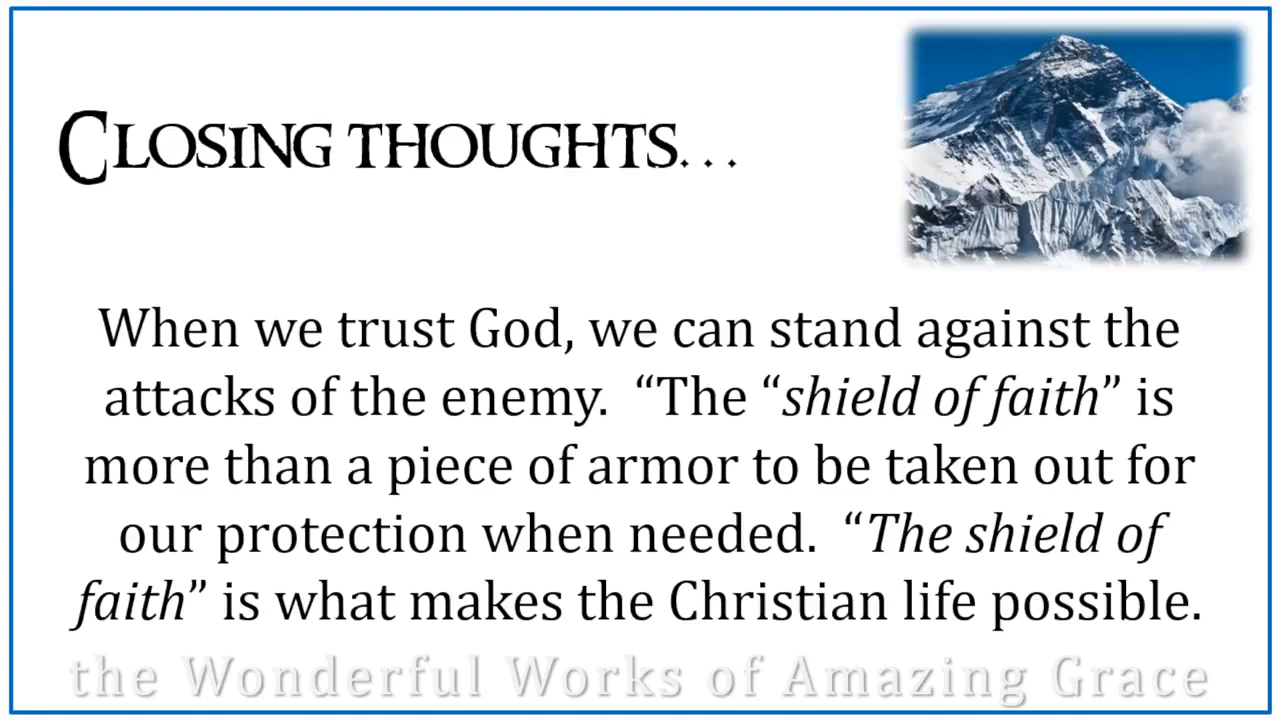 CLOSING THOUGHTS...
When we trust God, we can stand against the
attacks of the enemy.  “The “shield of faith” is
more than a piece of armor to be taken out for
our protection when needed.  “The shield of
faith” is what makes the Christian life possible.
the Wonderful Works of Amazing Grace